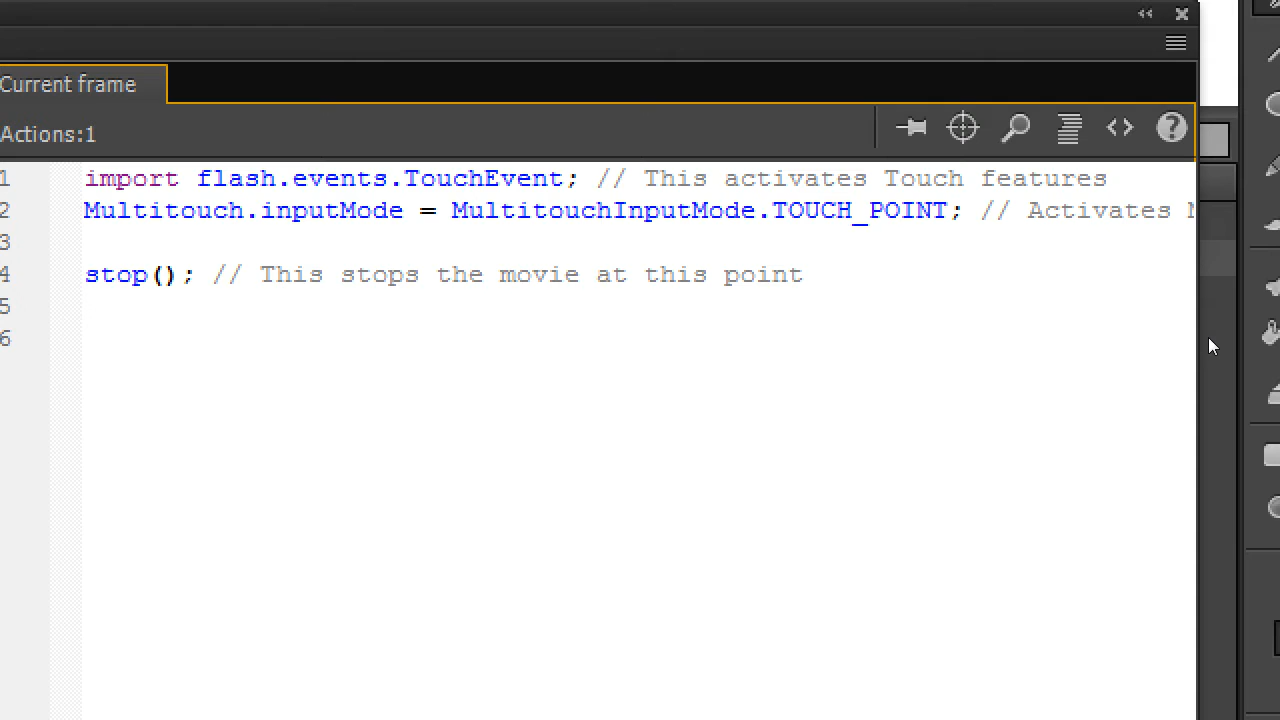 Current frame
Actions:1
1 import flash.events.TouchEvent; // This activates Touch features
2 Multitouch.inputMode = MultitouchInputMode.TOUCH_POINT; // Activates
3
4 stop(); // This stops the movie at this point
5
6